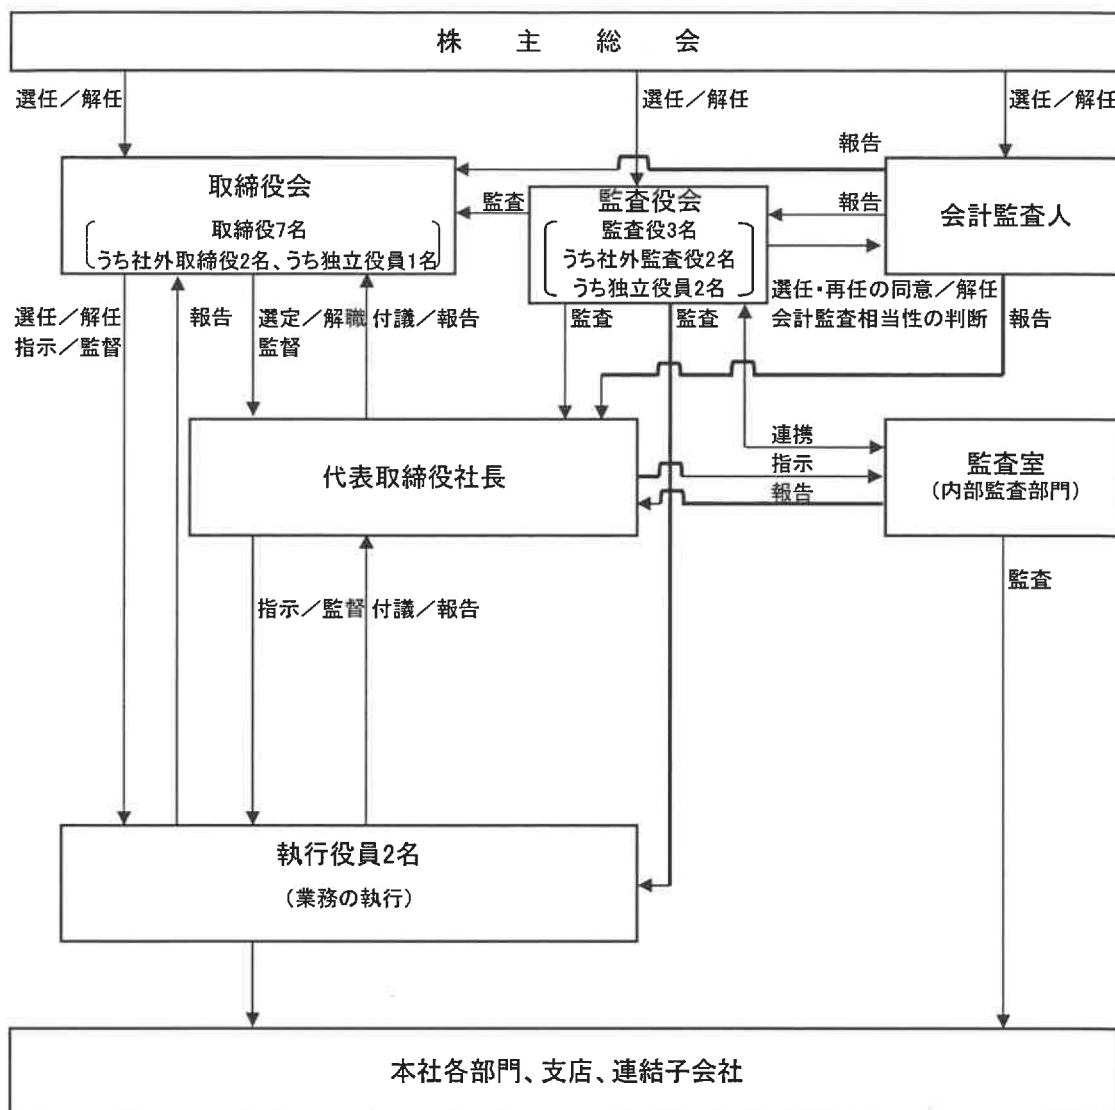 株主総会
選任／解任
選任／解任
選任／解任
報告
取締役会
取締役7名
うち社外取締役2名、うち独立役員1名
監査
監査役会
監査役3名
うち社外監査役2名
うち独立役員2名
報告
会計監査人
選任・再任の同意／解任
会計監査相当性の判断
報告
選任／解任
指示／監督
報告
選定／解職
監督
付議／報告
監査
監査
代表取締役社長
連携
指示
報告
監査室
（内部監査部門）
監査
指示／監督
付議／報告
執行役員2名
（業務の執行）
本社各部門、支店、連結子会社